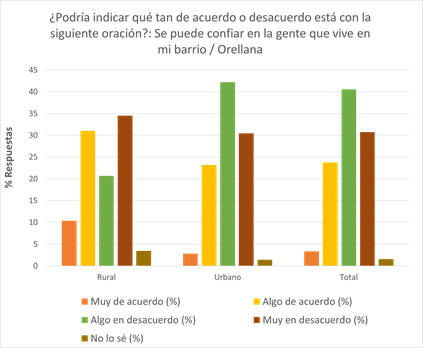 ¿Podría indicar qué tan de acuerdo o desacuerdo está con la
siguiente oración?: Se puede confiar en la gente que vive en
mi barrio / Orellana
% Respuestas
45
40
35
30
25
20
15
10
5
0
Rural
Urbano
Total
Muy de acuerdo (%)
Algo de acuerdo (%)
Algo en desacuerdo (%)
Muy en desacuerdo (%)
No lo sé (%)